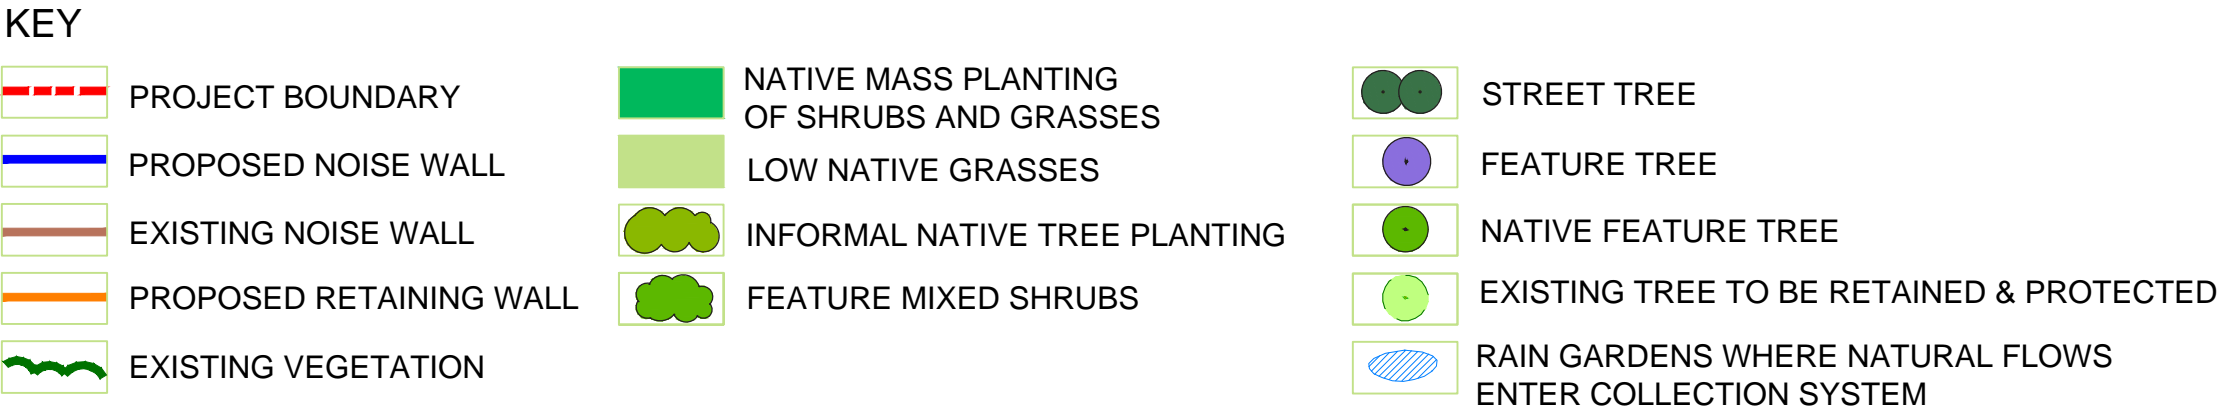 KEY
PROJECT BOUNDARY
PROPOSED NOISE WALL
EXISTING NOISE WALL
PROPOSED RETAINING WALL
EXISTING VEGETATION
NATIVE MASS PLANTING
OF SHRUBS AND GRASSES
LOW NATIVE GRASSES
INFORMAL NATIVE TREE PLANTING
FEATURE MIXED SHRUBS
STREET TREE
FEATURE TREE
NATIVE FEATURE TREE
EXISTING TREE TO BE RETAINED & PROTECTED
RAIN GARDENS WHERE NATURAL FLOWS
ENTER COLLECTION SYSTEM